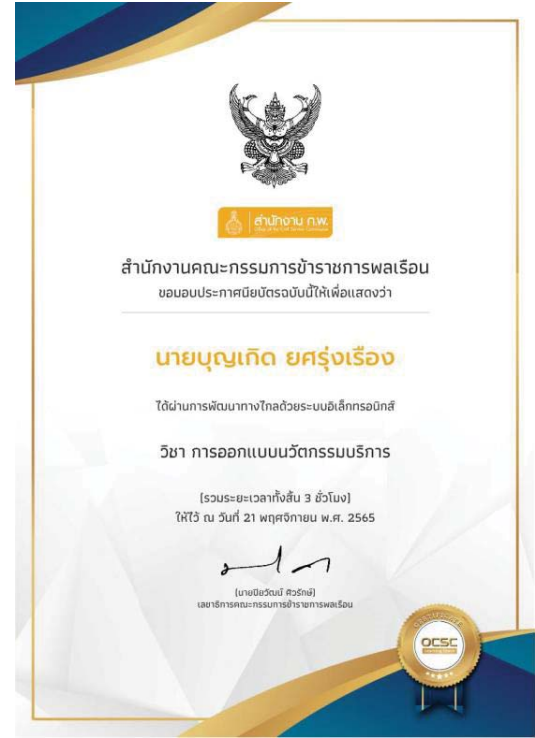 สำนักงาน ก.พ.
สำนักงานคณะกรรมการข้าราชการพลเรือน
ขอมอบประกาศนียบัตรฉบับนี้ให้เพื่อแสดงว่า
นายบุญเกิด ยศรุ่งเรือง
ได้ผ่านการพัฒนาทางไกลด้วยระบบอิเล็กทรอนิกส์
วิชา การออกแบบนวัตกรรมบริการ
(รวมระยะเวลาทั้งสิ้น 3 ชั่วโมง)
ให้ไว้ ณ วันที่ 21 พฤศจิกายน พ.ศ. 2565
(นายปิยวัฒน์ ศิวรักษ์)
เลขาธิการคณะกรรมการข้าราชการพลเรือน
OCSC